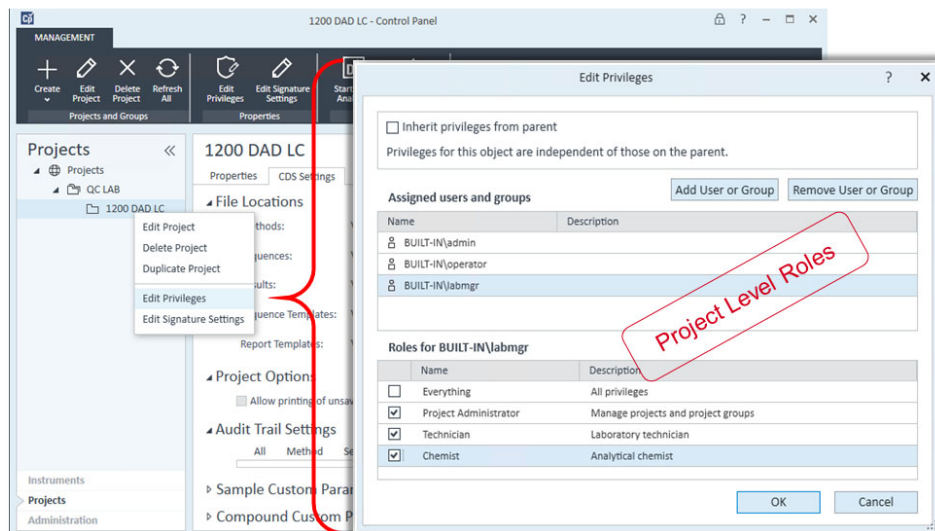 1200 DAD LC - Control Panel
MANAGEMENT
Create
Edit Project
Delete Project
Refresh All
Edit Privileges
Edit Signature Settings
Projects and Groups
Properties
Projects
Projects
QC LAB
1200 DAD LC
Edit Project
Delete Project
Duplicate Project
Edit Privileges
Edit Signature Settings
Instruments
Projects
Administration
1200 DAD LC
Properties
CDS Settings
File Locations
Report Templates:
Project Options
Allow printing of unsav
Audit Trail Settings
All Method Se
Sample Custom Parar
Compound Custom P
Edit Privileges
Inherit privileges from parent
Privileges for this object are independent of those on the parent.
Assigned users and groups
Add User or Group
Remove User or Group
Name Description
BUILT-IN\admin
BUILT-IN\operator
BUILT-IN\labmgr
Project Level Roles
Roles for BUILT-IN\labmgr
Name Description
Everything All privileges
Project Administrator Manage projects and project groups
Technician Laboratory technician
Chemist Analytical chemist
OK
Cancel